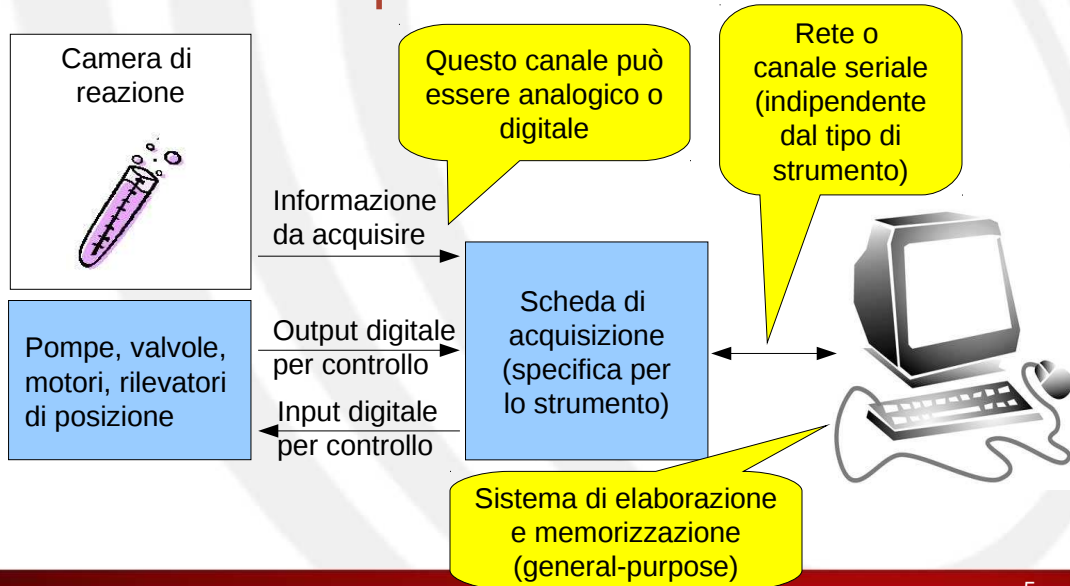 Camera di
reazione
Questo canale può
essere analogico o
digitale
Rete o
canale seriale
(indipendente
dal tipo di
strumento)
Informazione
da acquisire
Pompe, valvole,
motori, rilevatori
di posizione
Output digitale
per controllo
Input digitale
per controllo
Scheda di
acquisizione
(specifica per
lo strumento)
Sistema di elaborazione
e memorizzazione
(general-purpose)